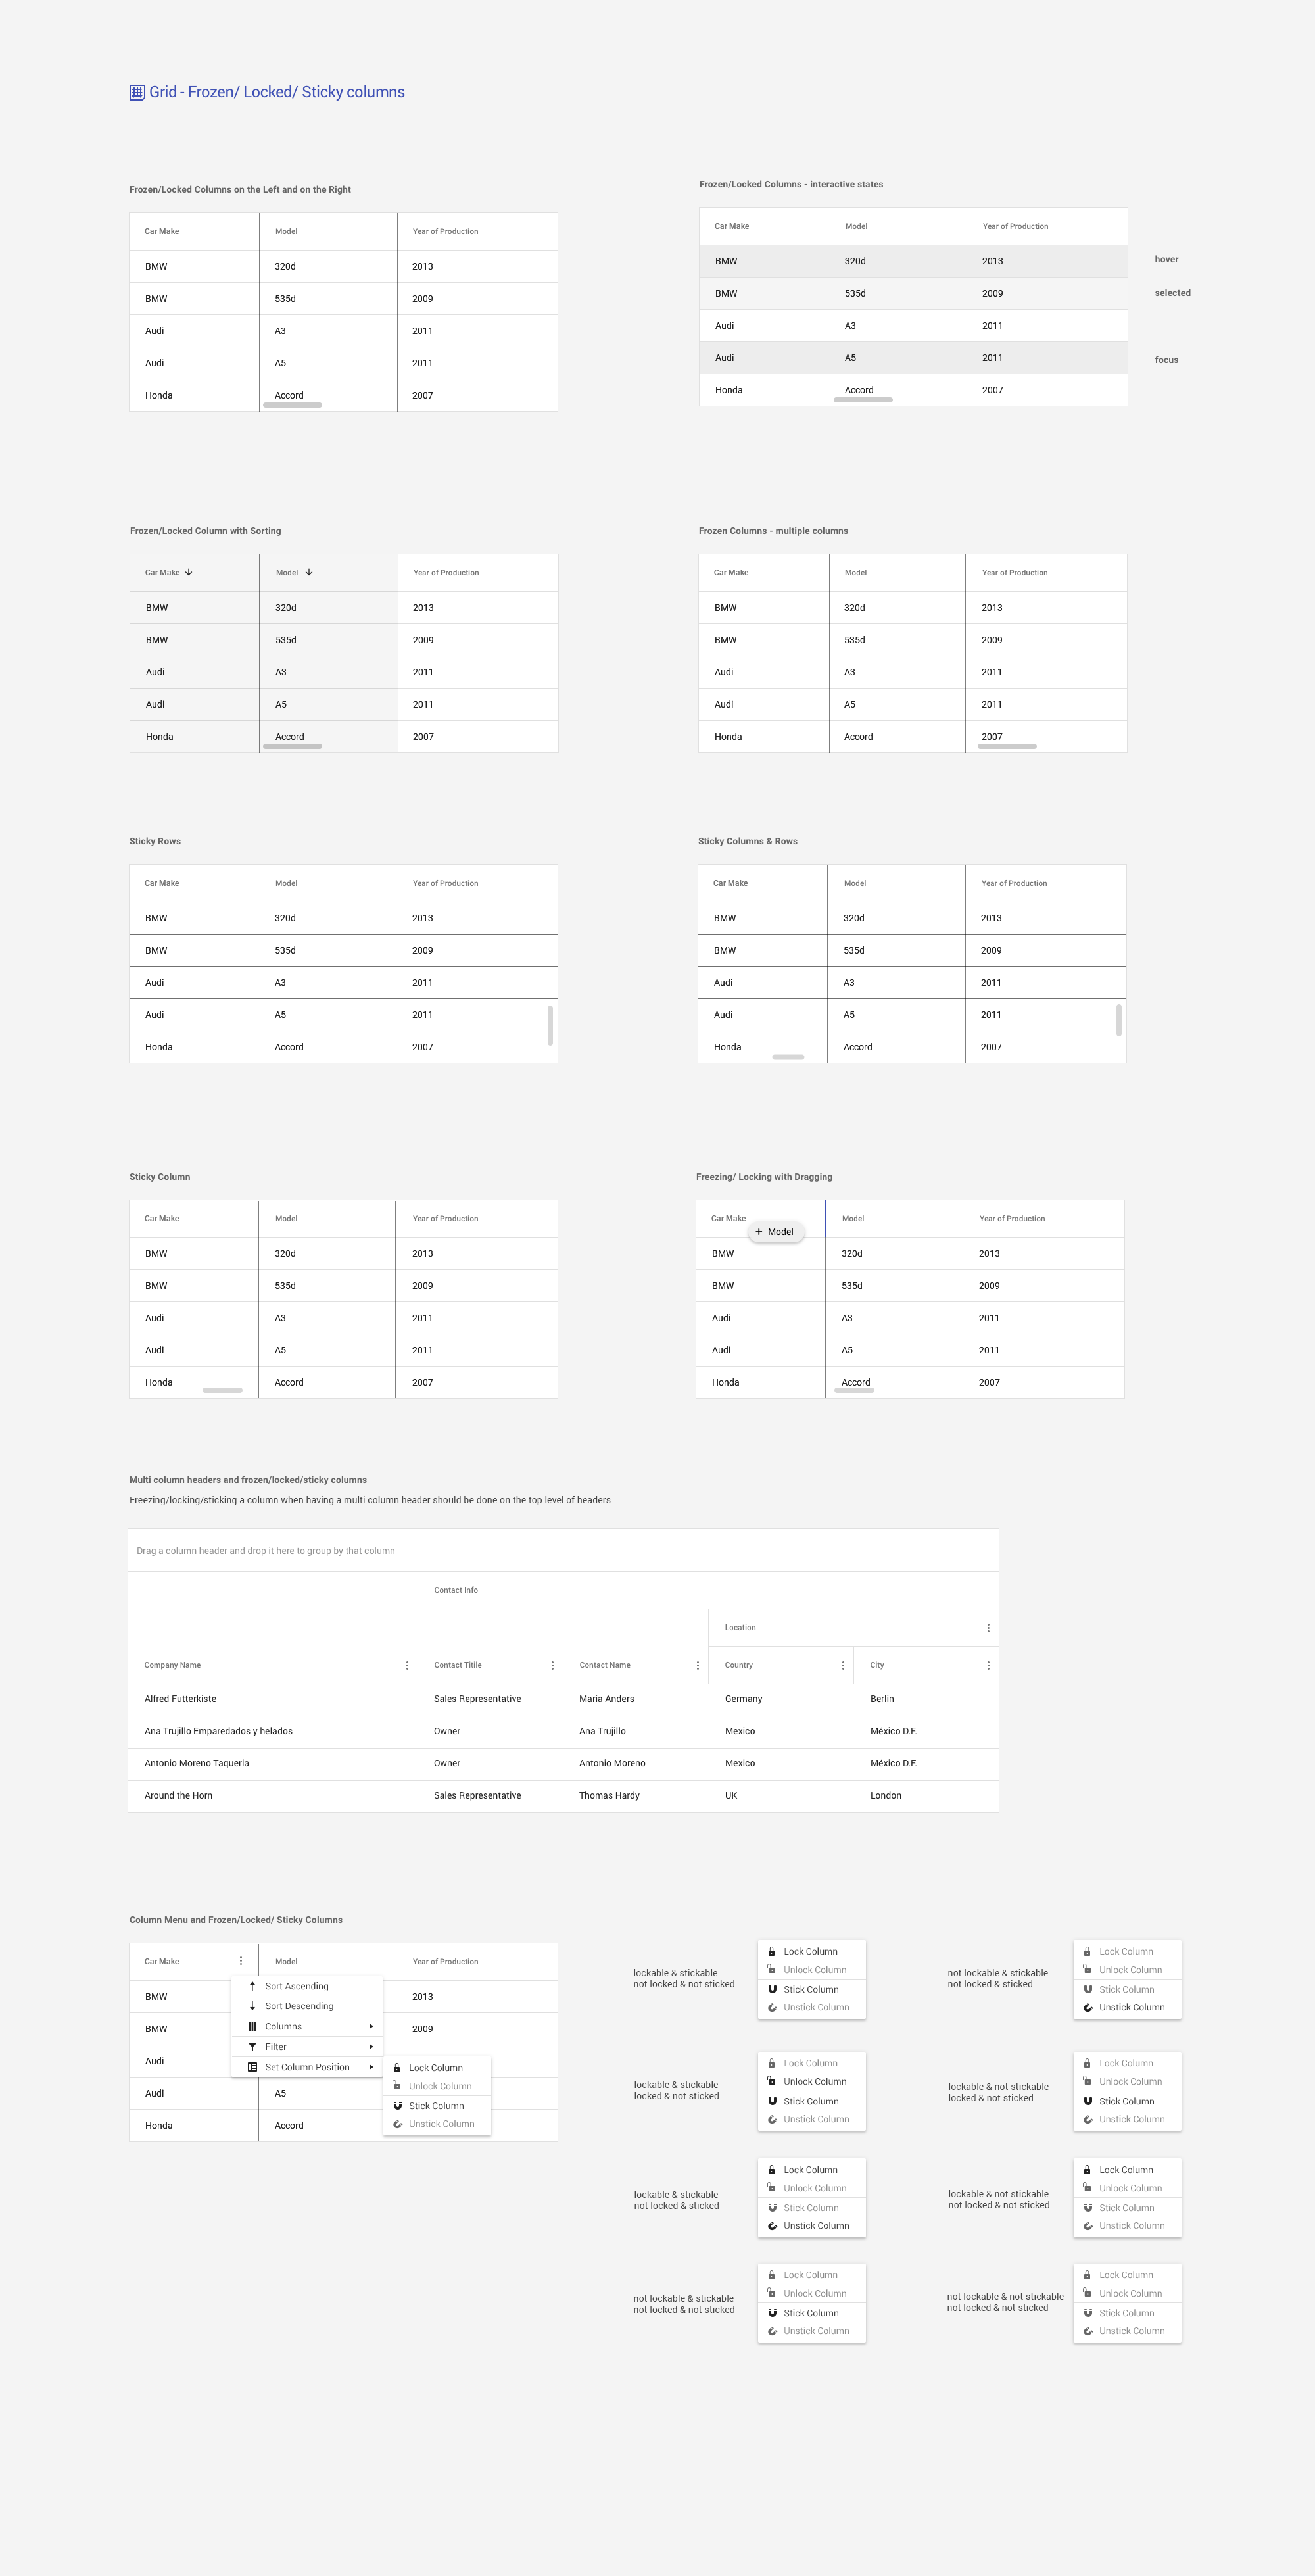 Grid - Frozen/ Locked/ Sticky columns
Frozen/Locked Columns on the Left and on the Right
Car Make Model Year of Production
BMW 320d 2013
BMW 535d 2009
Audi A3 2011
Audi A5 2011
Honda Accord 2007
Frozen/Locked Columns - interactive states
Car Make Model Year of Production
BMW 320d 2013 hover
BMW 535d 2009 selected
Audi A3 2011
Audi A5 2011 focus
Honda Accord 2007
Frozen/Locked Column with Sorting
Car Make Model Year of Production
BMW 320d 2013
BMW 535d 2009
Audi A3 2011
Audi A5 2011
Honda Accord 2007
Frozen Columns - multiple columns
Car Make Model Year of Production
BMW 320d 2013
BMW 535d 2009
Audi A3 2011
Audi A5 2011
Honda Accord 2007
Sticky Rows
Car Make Model Year of Production
BMW 320d 2013
BMW 535d 2009
Audi A3 2011
Audi A5 2011
Honda Accord 2007
Sticky Columns & Rows
Car Make Model Year of Production
BMW 320d 2013
BMW 535d 2009
Audi A3 2011
Audi A5 2011
Honda Accord 2007
Sticky Column
Car Make Model Year of Production
BMW 320d 2013
BMW 535d 2009
Audi A3 2011
Audi A5 2011
Honda Accord 2007
Freezing/ Locking with Dragging
Car Make Model Year of Production
+ Model
BMW 320d 2013
BMW 535d 2009
Audi A3 2011
Audi A5 2011
Honda Accord 2007
Multi column headers and frozen/locked/sticky columns
Freezing/locking/sticking a column when having a multi column header should be done on the top level of headers.
Drag a column header and drop it here to group by that column
Contact Info
Location
Company Name Contact Titile Contact Name Country City
Alfred Futterkiste Sales Representative Maria Anders Germany Berlin
Ana Trujillo Emparedados y helados Owner Ana Trujillo Mexico México D.F.
Antonio Moreno Taqueria Owner Antonio Moreno Mexico México D.F.
Around the Horn Sales Representative Thomas Hardy UK London
Column Menu and Frozen/Locked/ Sticky Columns
Car Make Model Year of Production
BMW 2013
BMW 2009
Audi
Audi A5
Honda Accord
Sort Ascending
Sort Descending
Columns
Filter
Set Column Position
Lock Column
Unlock Column
Stick Column
Unstick Column
lockable & stickable
not locked & not sticked
Lock Column
Unlock Column
Stick Column
Unstick Column
not lockable & stickable
not locked & sticked
Lock Column
Unlock Column
Stick Column
Unstick Column
lockable & stickable
locked & not sticked
Lock Column
Unlock Column
Stick Column
Unstick Column
lockable & not stickable
locked & not sticked
Lock Column
Unlock Column
Stick Column
Unstick Column
lockable & stickable
not locked & sticked
Lock Column
Unlock Column
Stick Column
Unstick Column
lockable & not stickable
not locked & not sticked
Lock Column
Unlock Column
Stick Column
Unstick Column
not lockable & stickable
not locked & not sticked
Lock Column
Unlock Column
Stick Column
Unstick Column
not lockable & not stickable
not locked & not sticked
Lock Column
Unlock Column
Stick Column
Unstick Column